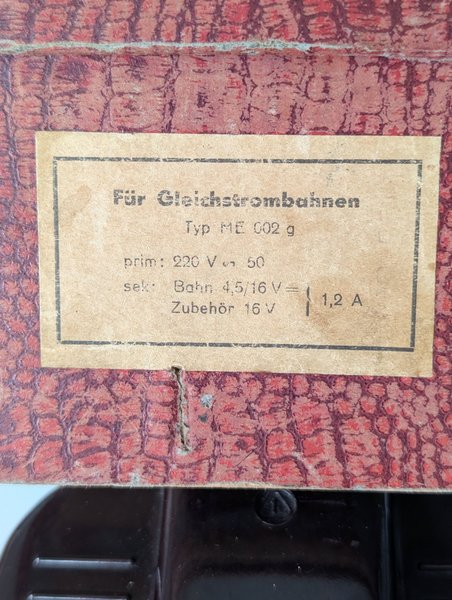 Für Gleichstrombahnen
Typ ME 002 g
prim: 220 V ~ 50
sek: Bahn 4,5/16 V =
Zubehör 16 V
1,2 A